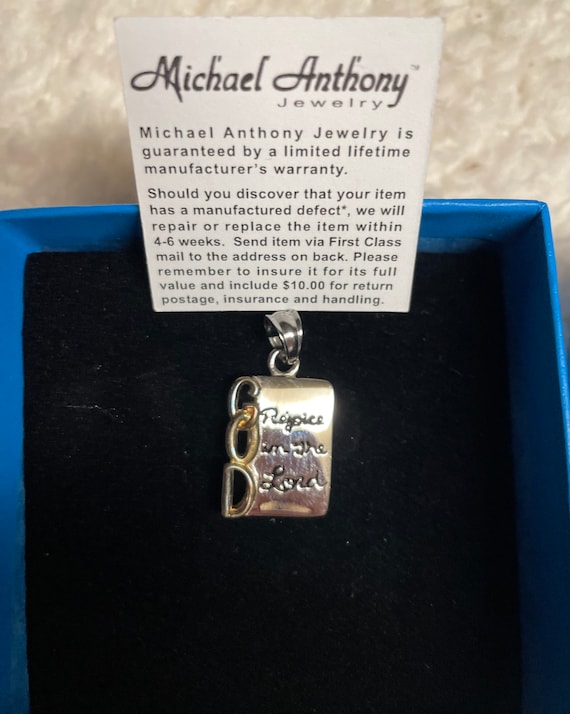 Michael Anthony™
Jewelry
Michael Anthony Jewelry is
guaranteed by a limited lifetime
manufacturer's warranty.
Should you discover that your item
has a manufactured defect*, we will
repair or replace the item within
4-6 weeks. Send item via First Class
mail to the address on back. Please
remember to insure it for its full
value and include $10.00 for return
postage, insurance and handling.
GOD
Rejoice
in the
Lord